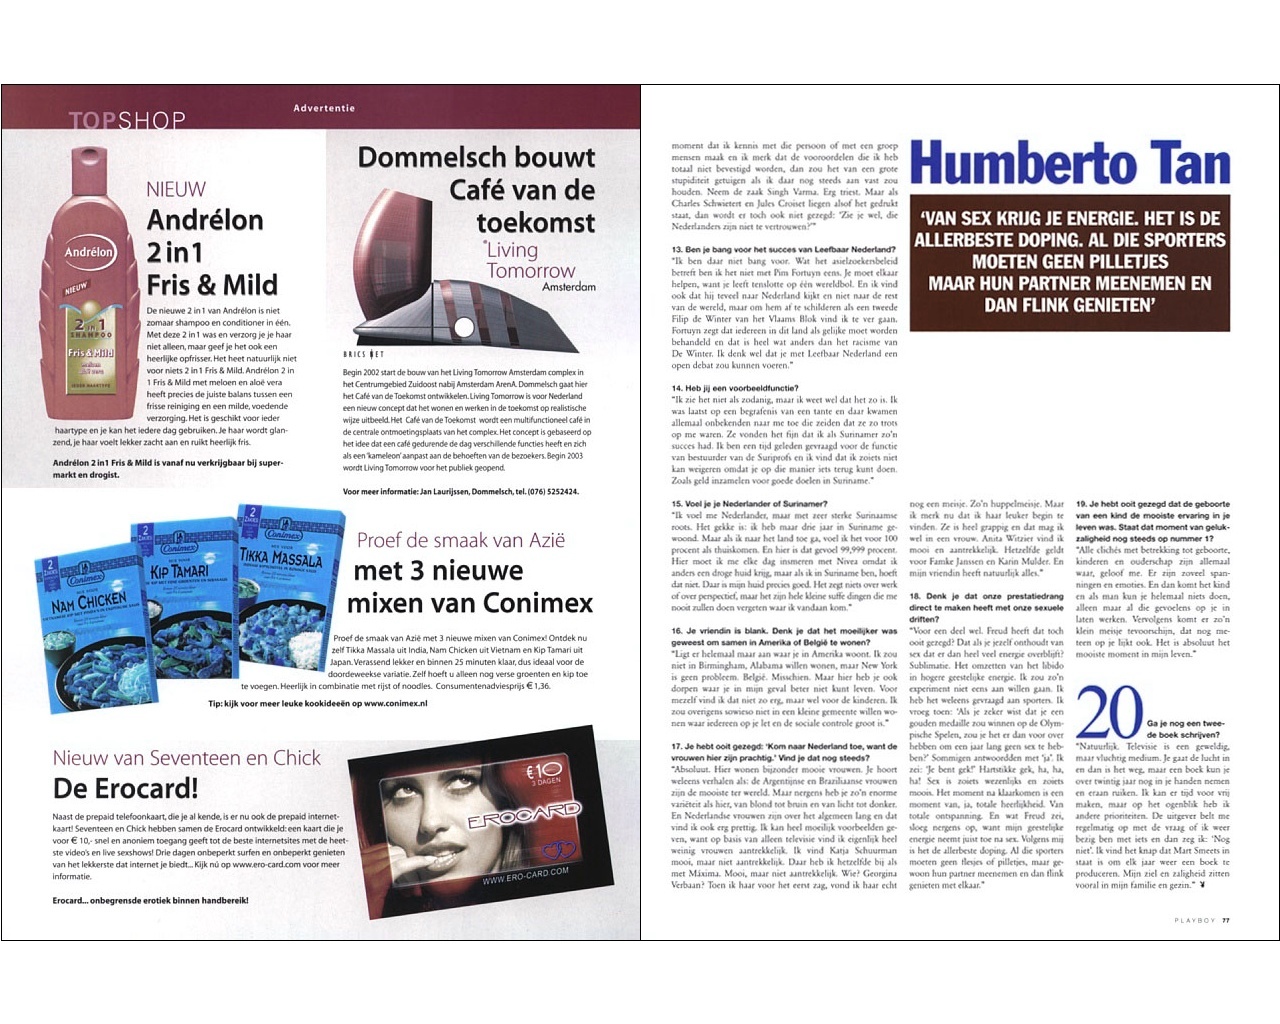 TOPSHOP
Advertentie
NIEUW
Andrélon
2 in 1
Fris & Mild
De nieuwe 2 in 1 van Andrélon is niet
zomaar shampoo en conditioner in één.
Met deze 2 in 1 was en verzorg je je haar
niet alleen, maar geef je het ook een
heerlijke opfrisser. Het heet natuurlijk niet
voor niets 2 in 1 Fris & Mild. Andrélon 2 in
1 Fris & Mild met meloen en aloë vera
heeft precies de juiste balans tussen een
frisse reiniging en een milde, voedende
verzorging. Het is geschikt voor ieder
haartype en je kan het iedere dag gebruiken. Je haar wordt glan-
zend, je haar voelt lekker zacht aan en ruikt heerlijk fris.
Andrélon 2 in 1 Fris & Mild is vanaf nu verkrijgbaar bij super-
markt en drogist.
Andrélon
NIEUW
2 IN 1
SHAMPOO
Fris & Mild
Dommelsch bouwt
Café van de
toekomst
"Living
Tomorrow
Amsterdam
BRICS NET
Begin 2002 start de bouw van het Living Tomorrow Amsterdam complex in
het Centrumgebied Zuidoost nabij Amsterdam ArenA. Dommelsch gaat hier
het Café van de Toekomst ontwikkelen. Living Tomorrow is voor Nederland
een nieuw concept dat het wonen en werken in de toekomst op realistische
wijze uitbeeld. Het Café van de Toekomst wordt een multifunctioneel café in
de centrale ontmoetingsplaats van het complex. Het concept is gebaseerd op
het idee dat een café gedurende de dag verschillende functies heeft en zich
als een 'kameleon' aanpast aan de behoeften van de bezoekers. Begin 2003
wordt Living Tomorrow voor het publiek geopend.
Voor meer informatie: Jan Laurijssen, Dommelsch, tel. (076) 5252424.
2 ZAKJES
Conimex
NAM CHICKEN
2 ZAKJES
Conimex
KIP TAMARI
2 ZAKJES
Conimex
TIKKA MASSALA
Proef de smaak van Azië
met 3 nieuwe
mixen van Conimex
Proef de smaak van Azië met 3 nieuwe mixen van Conimex! Ontdek nu
zelf Tikka Massala uit India, Nam Chicken uit Vietnam en Kip Tamari uit
Japan. Verassend lekker en binnen 25 minuten klaar, dus ideaal voor de
doordeweekse variatie. Zelf hoeft u alleen nog verse groenten en kip toe
te voegen. Heerlijk in combinatie met rijst of noodles. Consumentenadviesprijs € 1,36.
Tip: kijk voor meer leuke kookideeën op www.conimex.nl
Nieuw van Seventeen en Chick
De Erocard!
Naast de prepaid telefoonkaart, die je al kende, is er nu ook de prepaid internet-
kaart! Seventeen en Chick hebben samen de Erocard ontwikkeld: een kaart die je
voor € 10,- snel en anoniem toegang geeft tot de beste internetsites met de heet-
ste video's en live sexshows! Drie dagen onbeperkt surfen en onbeperkt genieten
van het lekkerste dat internet je biedt... Kijk nú op www.ero-card.com voor meer
informatie.
Erocard... onbegrensde erotiek binnen handbereik!
€10
3 DAGEN
EROCARD
WWW.ERO-CARD.COM
moment dat ik kennis met die persoon of met een groep
mensen maak en ik merk dat de vooroordelen die ik heb
totaal niet bevestigd worden, dan zou het van een grote
stupiditeit getuigen als ik daar nog steeds aan vast zou
houden. Neem de zaak Singh Varma. Erg triest. Maar als
Charles Schwietert en Jules Croiset liegen alsof het gedrukt
staat, dan wordt er toch ook niet gezegd: 'Zie je wel, die
Nederlanders zijn niet te vertrouwen?'"
13. Ben je bang voor het succes van Leefbaar Nederland?
"Ik ben daar niet bang voor. Wat het asielzoekersbeleid
betreft ben ik het niet met Pim Fortuyn eens. Je moet elkaar
helpen, want je leeft tenslotte op één wereldbol. En ik vind
ook dat hij teveel naar Nederland kijkt en niet naar de rest
van de wereld, maar om hem af te schilderen als een tweede
Filip de Winter van het Vlaams Blok vind ik te ver gaan.
Fortuyn zegt dat iedereen in dit land als gelijke moet worden
behandeld en dat is heel wat anders dan het racisme van
De Winter. Ik denk wel dat je met Leefbaar Nederland een
open debat zou kunnen voeren."
14. Heb jij een voorbeeldfunctie?
"Ik zie het niet als zodanig, maar ik weet wel dat het zo is. Ik
was laatst op een begrafenis van een tante en daar kwamen
allemaal onbekenden naar me toe die zeiden dat ze zo trots
op me waren. Ze vonden het fijn dat ik als Surinamer zo'n
succes had. Ik ben een tijd geleden gevraagd voor de functie
van bestuurder van de Suriprofs en ik vind dat ik zoiets niet
kan weigeren omdat je op die manier iets terug kunt doen.
Zoals geld inzamelen voor goede doelen in Suriname."
15. Voel je je Nederlander of Surinamer?
"Ik voel me Nederlander, maar met zeer sterke Surinaamse
roots. Het gekke is: ik heb maar drie jaar in Suriname ge-
woond. Maar als ik naar het land toe ga, voel ik het voor 100
procent als thuiskomen. En hier is dat gevoel 99,999 procent.
Hier moet ik me elke dag insmeren met Nivea omdat ik
anders een droge huid krijg, maar als ik in Suriname ben, hoeft
dat niet. Daar is mijn huid precies goed. Het zegt niets over werk
of over perspectief, maar het zijn hele kleine suffe dingen die me
nooit zullen doen vergeten waar ik vandaan kom."
16. Je vriendin is blank. Denk je dat het moeilijker was
geweest om samen in Amerika of België te wonen?
"Ligt er helemaal maar aan waar je in Amerika woont. Ik zou
niet in Birmingham, Alabama willen wonen, maar New York
is geen probleem. België. Misschien. Maar hier heb je ook
dorpen waar je in mijn geval beter niet kunt leven. Voor
mezelf vind ik dat niet zo erg, maar wel voor de kinderen. Ik
zou overigens sowieso niet in een kleine gemeente willen wo-
nen waar iedereen op je let en de sociale controle groot is."
17. Je hebt ooit gezegd: 'Kom naar Nederland toe, want de
vrouwen hier zijn prachtig.' Vind je dat nog steeds?
"Absoluut. Hier wonen bijzonder mooie vrouwen. Je hoort
weleens verhalen als: de Argentijnse en Braziliaanse vrouwen
zijn de mooiste ter wereld. Maar nergens heb je zo'n enorme
variëteit als hier, van blond tot bruin en van licht tot donker.
En Nederlandse vrouwen zijn over het algemeen lang en dat
vind ik ook erg prettig. Ik kan heel moeilijk voorbeelden ge-
ven, want op basis van alleen televisie vind ik eigenlijk heel
weinig vrouwen aantrekkelijk. Ik vind Katja Schuurman
mooi, maar niet aantrekkelijk. Daar heb ik hetzelfde bij als
met Máxima. Mooi, maar niet aantrekkelijk. Wie? Georgina
Verbaan? Toen ik haar voor het eerst zag, vond ik haar echt
Humberto Tan
'VAN SEX KRIJG JE ENERGIE. HET IS DE
ALLERBESTE DOPING. AL DIE SPORTERS
MOETEN GEEN PILLETJES
MAAR HUN PARTNER MEENEMEN EN
DAN FLINK GENIETEN'
nog een meisje. Zo'n huppelmeisje. Maar
ik merk nu dat ik haar leuker begin te
vinden. Ze is heel grappig en dat mag ik
wel in een vrouw. Anita Witzier vind ik
mooi en aantrekkelijk. Hetzelfde geldt
voor Famke Janssen en Karin Mulder. En
mijn vriendin heeft natuurlijk alles."
18. Denk je dat onze prestatiedrang
direct te maken heeft met onze sexuele
driften?
"Voor een deel wel. Freud heeft dat toch
ooit gezegd? Dat als je jezelf onthoudt van
sex dat er dan heel veel energie overblijft?
Sublimatie. Het omzetten van het libido
in hogere geestelijke energie. Ik zou zo'n
experiment niet eens aan willen gaan. Ik
heb het weleens gevraagd aan sporters. Ik
vroeg toen: 'Als je zeker wist dat je een
gouden medaille zou winnen op de Olym-
pische Spelen, zou je het er dan voor over
hebben om een jaar lang geen sex te heb-
ben?' Sommigen antwoordden met 'ja'. Ik
zei: 'Je bent gek!' Hartstikke gek, ha, ha,
ha! Sex is zoiets wezenlijks en zoiets
moois. Het moment na klaarkomen is een
moment van, ja, totale heerlijkheid. Van
totale ontspanning. En wat Freud zei,
sloeg nergens op, want mijn geestelijke
energie neemt juist toe na sex. Volgens mij
is het de allerbeste doping. Al die sporters
moeten geen flesjes of pilletjes, maar ge-
woon hun partner meenemen en dan flink
genieten met elkaar."
19. Je hebt ooit gezegd dat de geboorte
van een kind de mooiste ervaring in je
leven was. Staat dat moment van geluk-
zaligheid nog steeds op nummer 1?
"Alle clichés met betrekking tot geboorte,
kinderen en ouderschap zijn allemaal
waar, geloof me. Er zijn zoveel span-
ningen en emoties. En dan komt het kind
en als man kun je helemaal niets doen,
alleen maar al die gevoelens op je in
laten werken. Vervolgens komt er zo'n
klein meisje tevoorschijn, dat nog me-
teen op je lijkt ook. Het is absoluut het
mooiste moment in mijn leven."
20 Ga je nog een twee-
de boek schrijven?
"Natuurlijk. Televisie is een geweldig,
maar vluchtig medium. Je gaat de lucht in
en dan is het weg, maar een boek kun je
over twintig jaar nog in je handen nemen
en eraan ruiken. Ik kan er tijd voor vrij
maken, maar op het ogenblik heb ik
andere prioriteiten. De uitgever belt me
regelmatig op met de vraag of ik weer
bezig ben met iets en dan zeg ik: 'Nog
niet'. Ik vind het knap dat Mart Smeets in
staat is om elk jaar weer een boek te
produceren. Mijn ziel en zaligheid zitten
vooral in mijn familie en gezin."
PLAYBOY 77